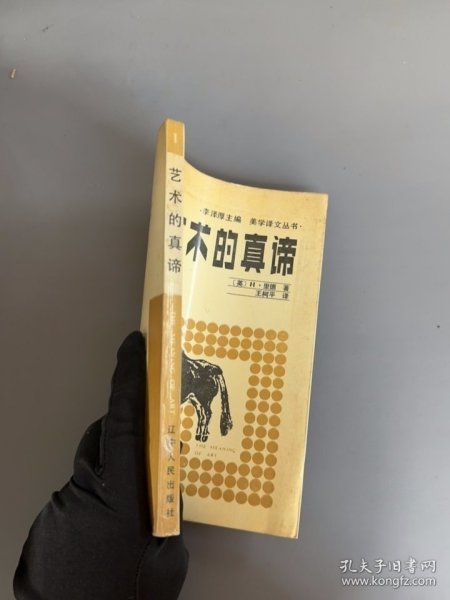 1
艺术的真谛
辽宁人民出版社
·李泽厚主编 美学译文丛书·
术的真谛
〔英〕H·里德 著
王柯平 译
THE MEANING
OF ART
孔夫子旧书网
www.kongfz.com